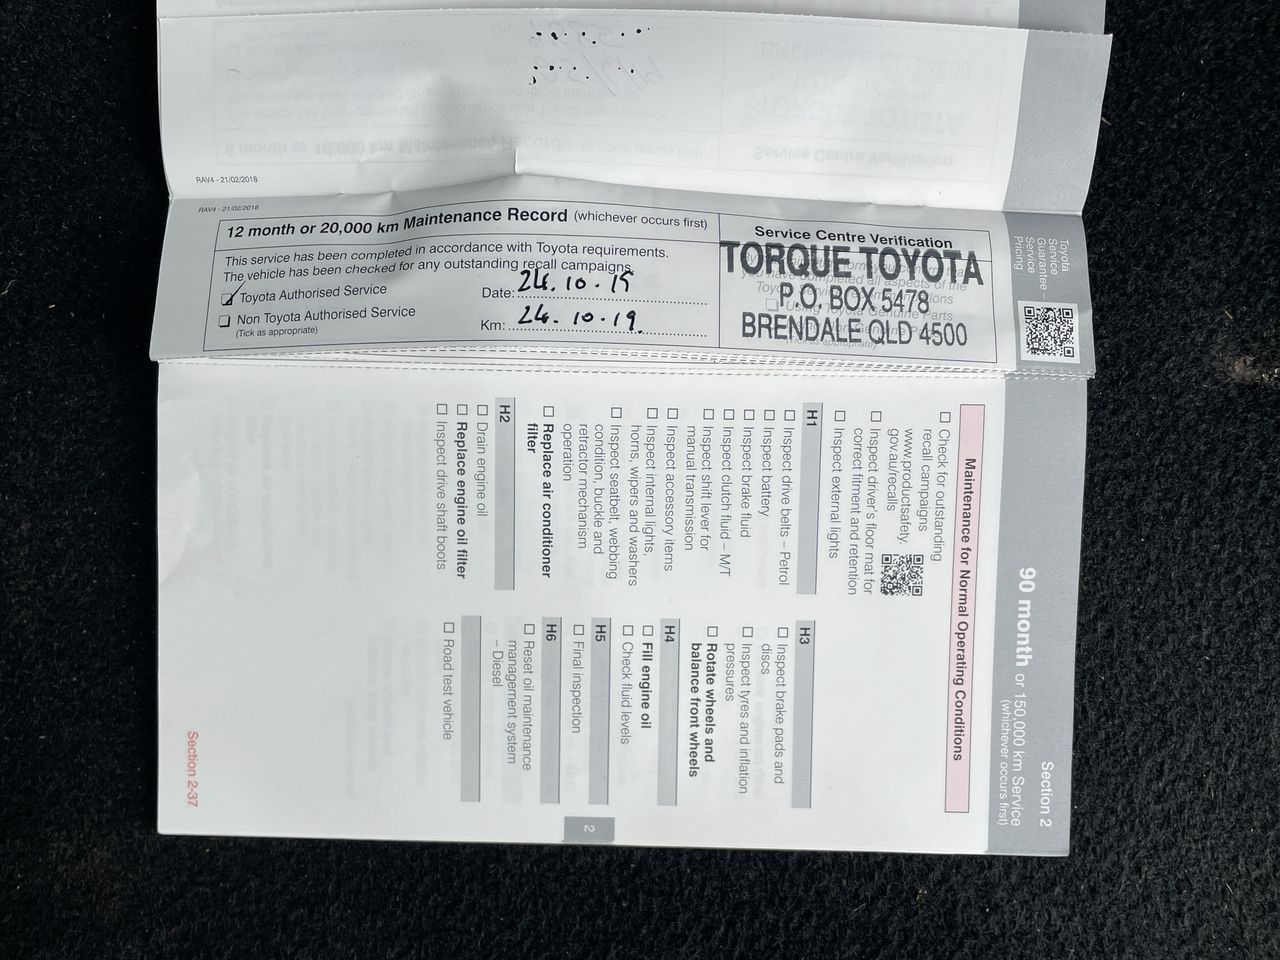 RAV4 - 21/02/2018
RAV4 - 21/02/2018
12 month or 20,000 km Maintenance Record (whichever occurs first)
This service has been completed in accordance with Toyota requirements.
The vehicle has been checked for any outstanding recall campaigns
Toyota Authorised Service
Non Toyota Authorised Service
(Tick as appropriate)
Date: 24.10.19
Km: 24.10.19.
Service Centre Verification
TORQUE TOYOTA
P.O. BOX 5478
BRENDALE QLD 4500
Toyota
Service
Guarantee
Service
Pricing
Section 2
90 month or 150,000 km Service
(whichever occurs first)
Maintenance for Normal Operating Conditions
Check for outstanding
recall campaigns
www.productsafety.
gov.au/recalls
Inspect driver's floor mat for
correct fitment and retention
Inspect external lights
H1
Inspect drive belts – Petrol
Inspect battery
Inspect brake fluid
Inspect clutch fluid – M/T
Inspect shift lever for
manual transmission
Inspect accessory items
Inspect internal lights,
horns, wipers and washers
Inspect seatbelt, webbing
condition, buckle and
retractor mechanism
operation
Replace air conditioner
filter
H2
Drain engine oil
Replace engine oil filter
Inspect drive shaft boots
H3
Inspect brake pads and
discs
Inspect tyres and inflation
pressures
Rotate wheels and
balance front wheels
H4
Fill engine oil
Check fluid levels
H5
Final inspection
H6
Reset oil maintenance
management system
– Diesel
Road test vehicle
2
Section 2-37